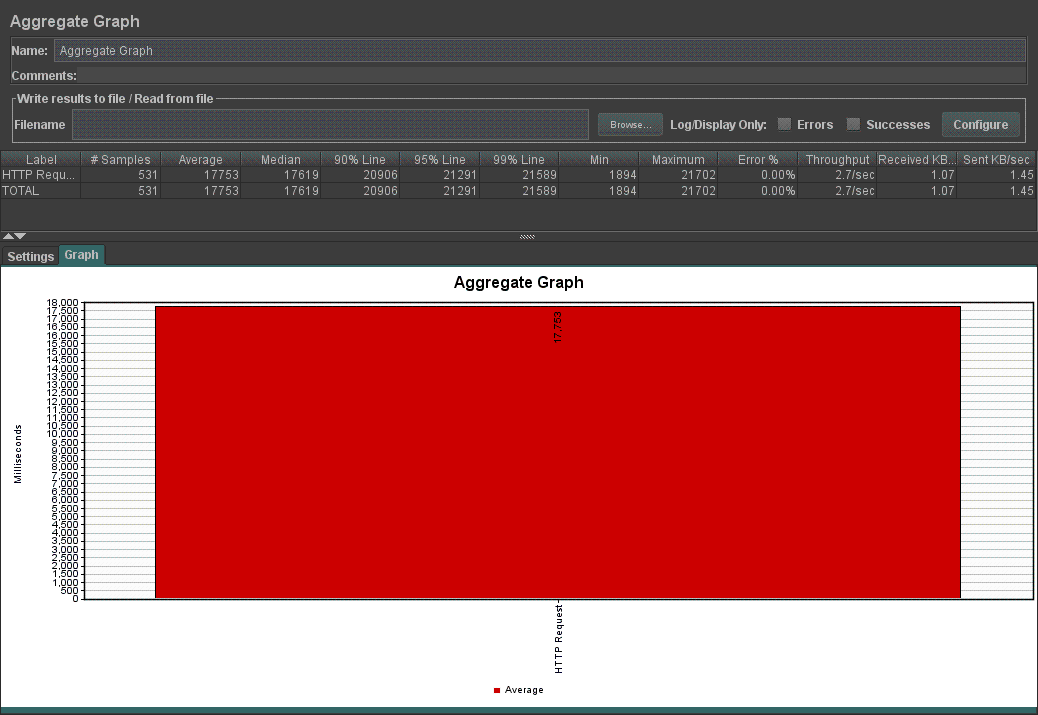 Aggregate Graph
Name: Aggregate Graph
Comments:
Write results to file / Read from file
Filename Browse... Log/Display Only: Errors Successes Configure
Label # Samples Average Median 90% Line 95% Line 99% Line Min Maximum Error % Throughput Received KB... Sent KB/sec
HTTP Requ... 531 17753 17619 20906 21291 21589 1894 21702 0.00% 2.7/sec 1.07 1.45
TOTAL 531 17753 17619 20906 21291 21589 1894 21702 0.00% 2.7/sec 1.07 1.45
Settings Graph
Aggregate Graph
18,000
17,500
17,000
16,500
16,000
15,500
15,000
14,500
14,000
13,500
13,000
12,500
12,000
11,500
11,000
10,500
10,000
9,500
9,000
8,500
8,000
7,500
7,000
6,500
6,000
5,500
5,000
4,500
4,000
3,500
3,000
2,500
2,000
1,500
1,000
500
0
Milliseconds
17,753
HTTP Request
Average